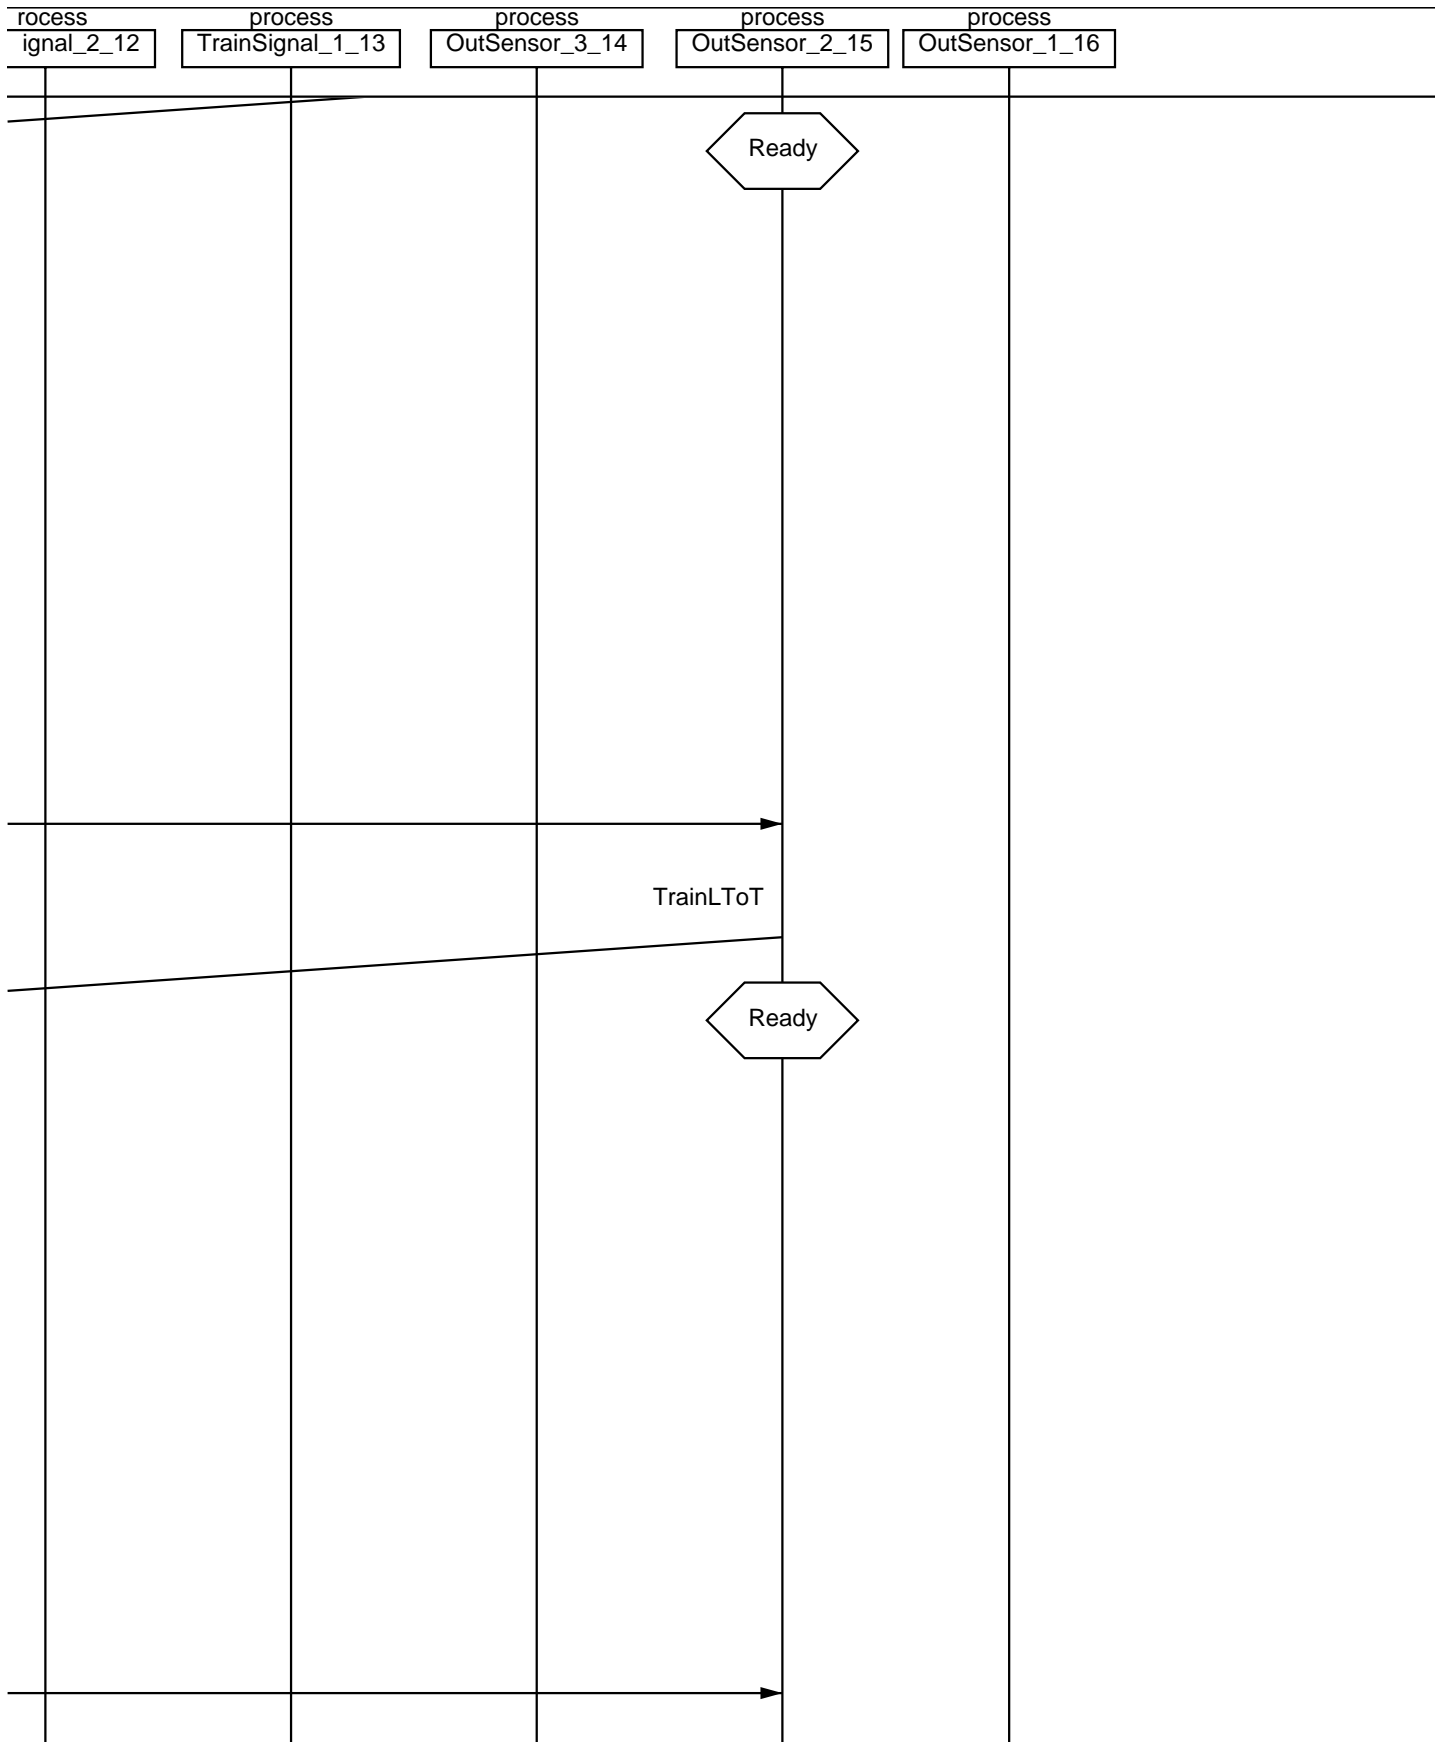 rocess process process process process
ignal_2_12 TrainSignal_1_13 OutSensor_3_14 OutSensor_2_15 OutSensor_1_16
Ready
TrainLToT
Ready